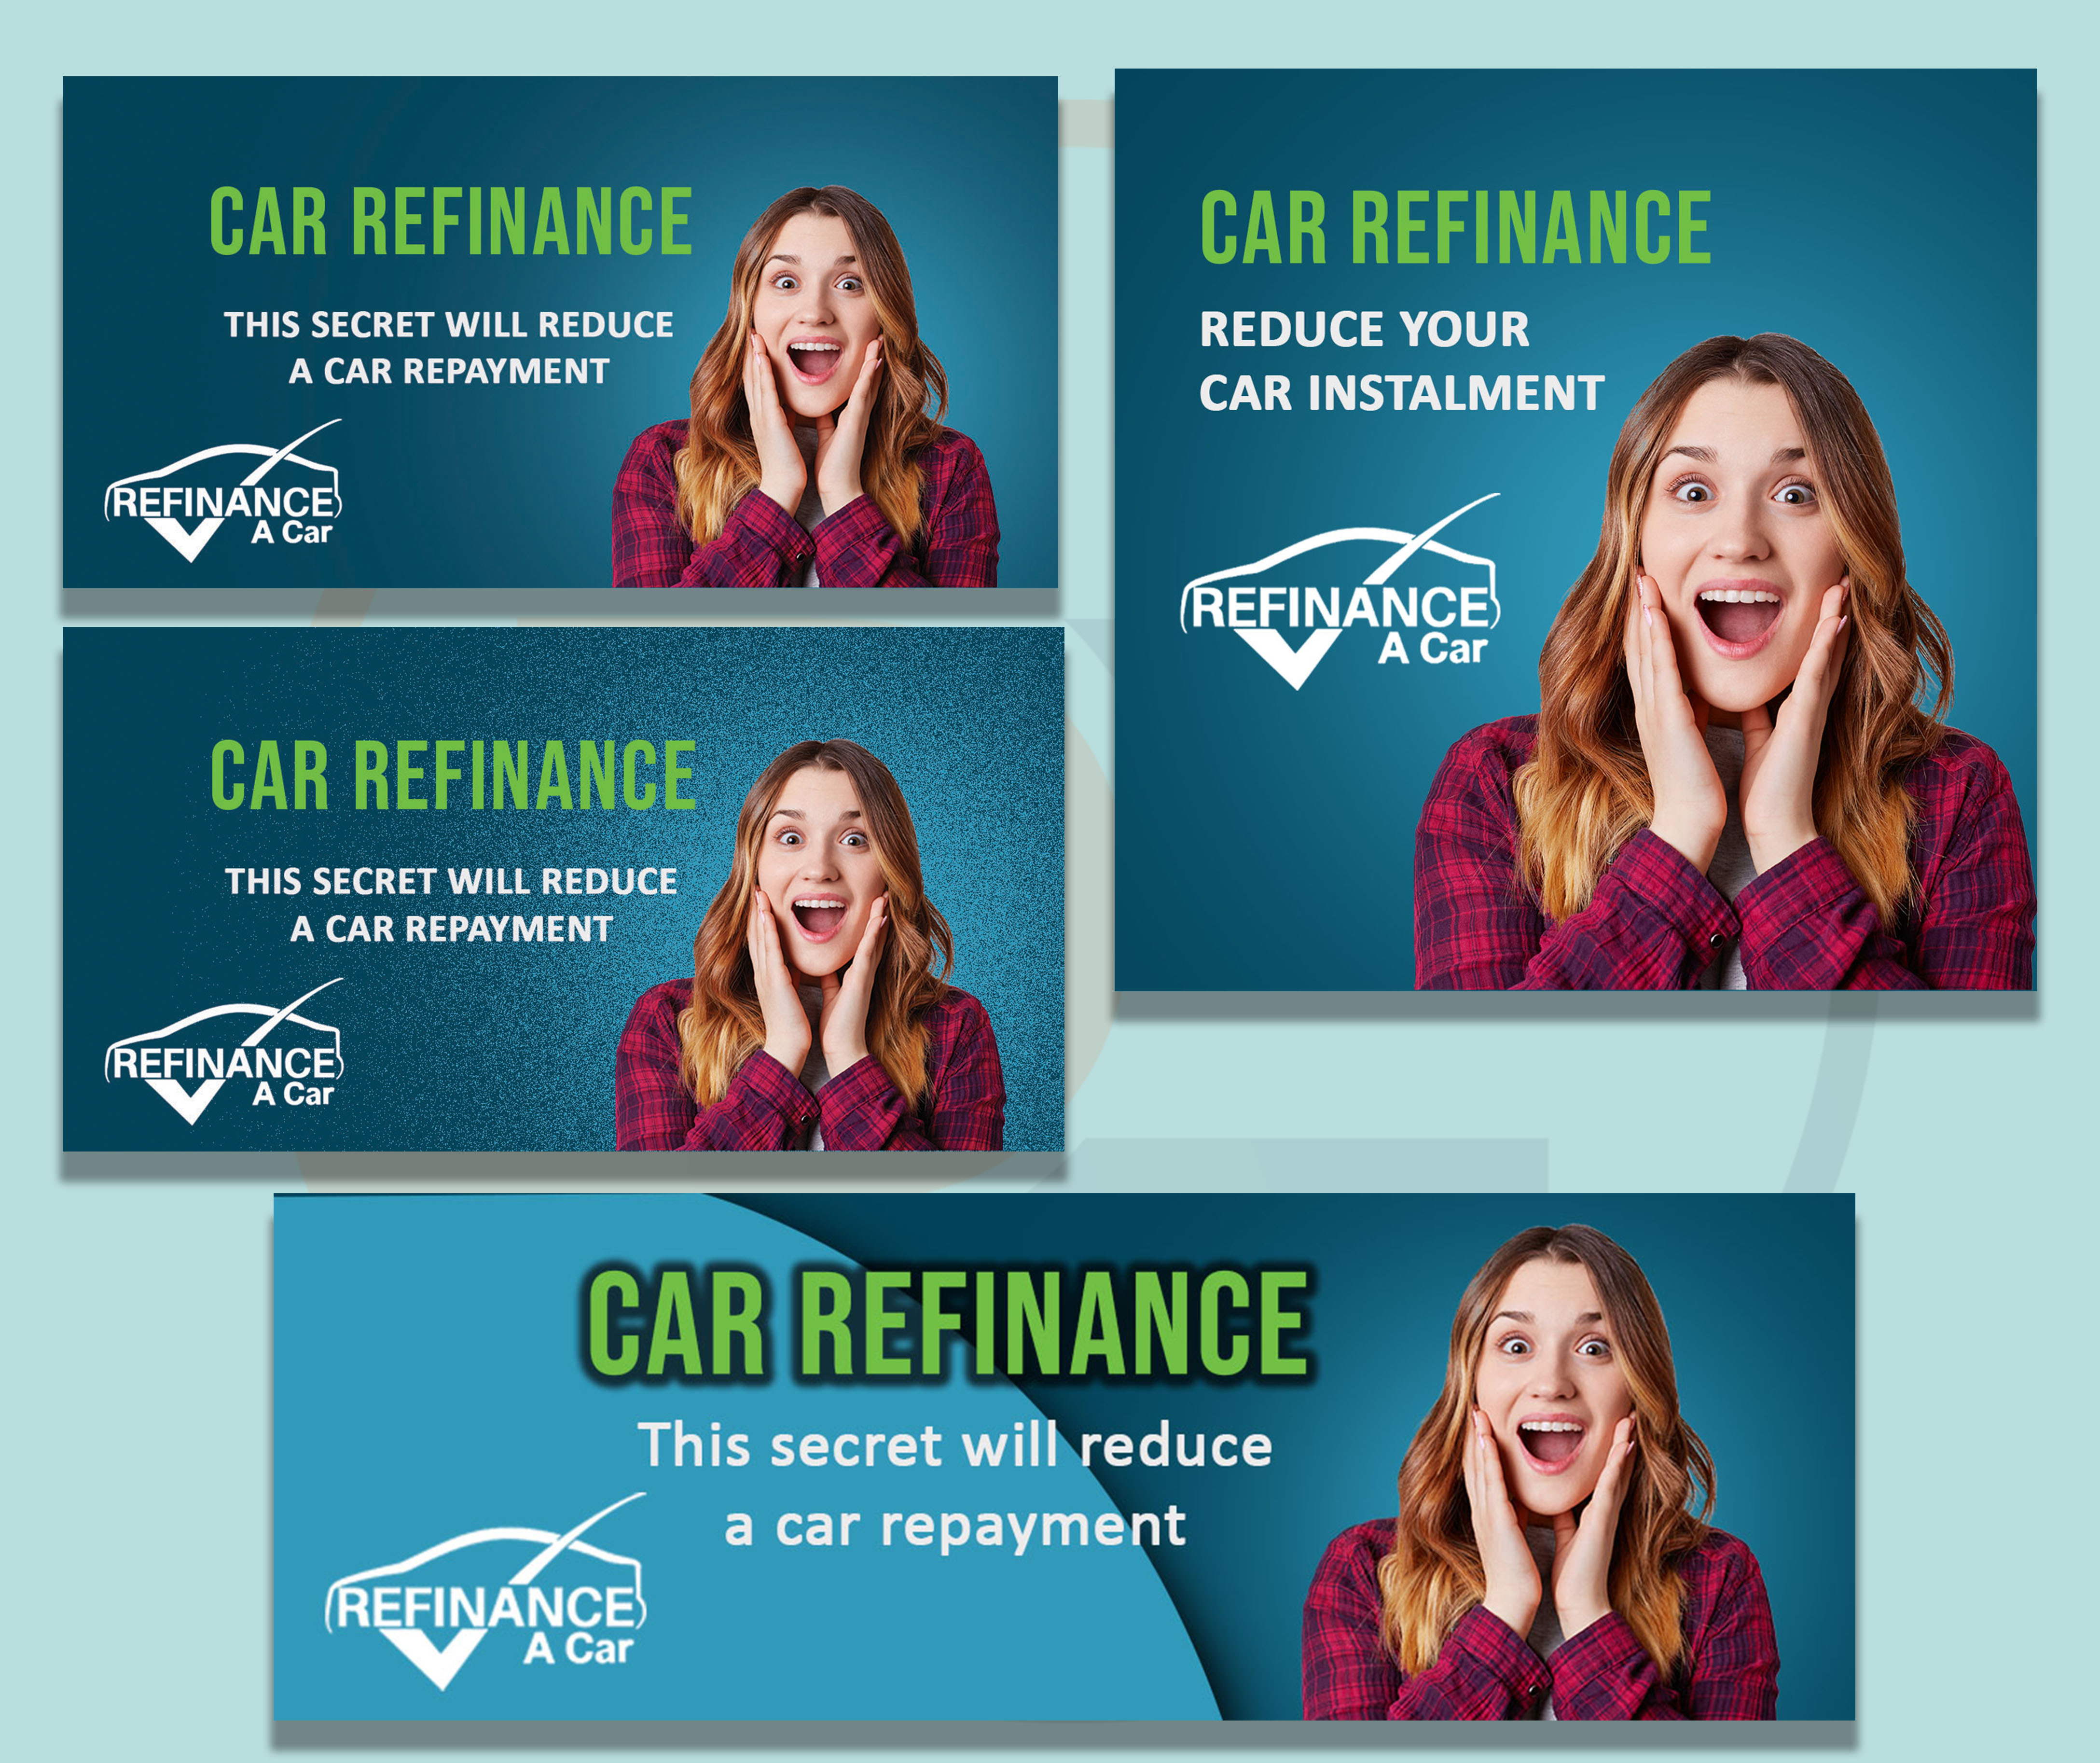 CAR REFINANCE
THIS SECRET WILL REDUCE
A CAR REPAYMENT
REFINANCE
A Car
CAR REFINANCE
REDUCE YOUR
CAR INSTALMENT
REFINANCE
A Car
CAR REFINANCE
THIS SECRET WILL REDUCE
A CAR REPAYMENT
REFINANCE
A Car
CAR REFINANCE
This secret will reduce
a car repayment
REFINANCE
A Car